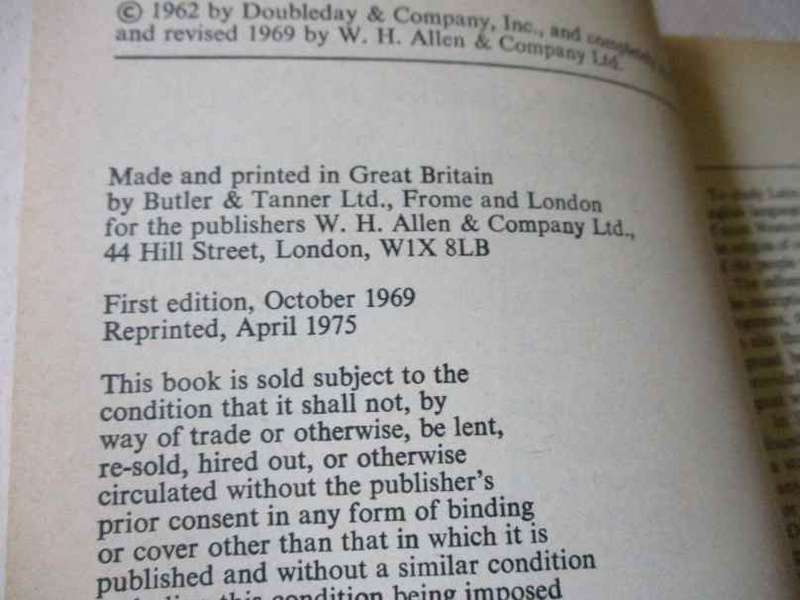 © 1962 by Doubleday & Company, Inc., and completely
and revised 1969 by W. H. Allen & Company Ltd.
Made and printed in Great Britain
by Butler & Tanner Ltd., Frome and London
for the publishers W. H. Allen & Company Ltd.,
44 Hill Street, London, W1X 8LB
First edition, October 1969
Reprinted, April 1975
This book is sold subject to the
condition that it shall not, by
way of trade or otherwise, be lent,
re-sold, hired out, or otherwise
circulated without the publisher's
prior consent in any form of binding
or cover other than that in which it is
published and without a similar condition
this condition being imposed